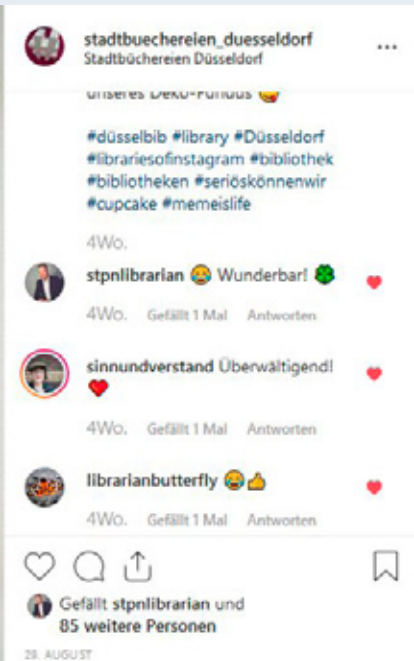 stadtbuechereien_duesseldorf
Stadtbüchereien Düsseldorf
unseres Deko-Fundus 😜
#düsselbib #library #Düsseldorf
#librariesofinstagram #bibliothek
#bibliotheken #seriöskönnenwir
#cupcake #memeislife
4Wo.
stpnlibrarian 😂 Wunderbar! 🍀
4Wo. Gefällt 1 Mal Antworten
sinnundverstand Überwältigend!
❤️
4Wo. Gefällt 1 Mal Antworten
librarianbutterfly 😂👍
4Wo. Gefällt 1 Mal Antworten
Gefällt stpnlibrarian und
85 weitere Personen
29. AUGUST